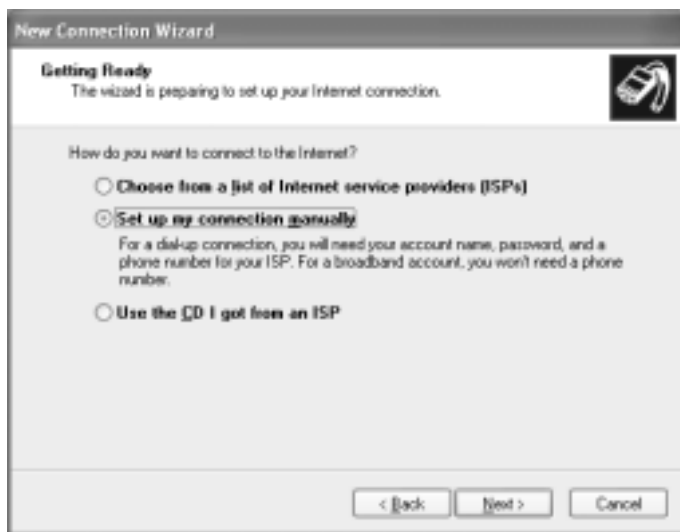 New Connection Wizard
Getting Ready
The wizard is preparing to set up your Internet connection.
How do you want to connect to the Internet?
Choose from a list of Internet service providers (ISPs)
Set up my connection manually
For a dial-up connection, you will need your account name, password, and a
phone number for your ISP. For a broadband account, you won't need a phone
number.
Use the CD I got from an ISP
< Back
Next >
Cancel